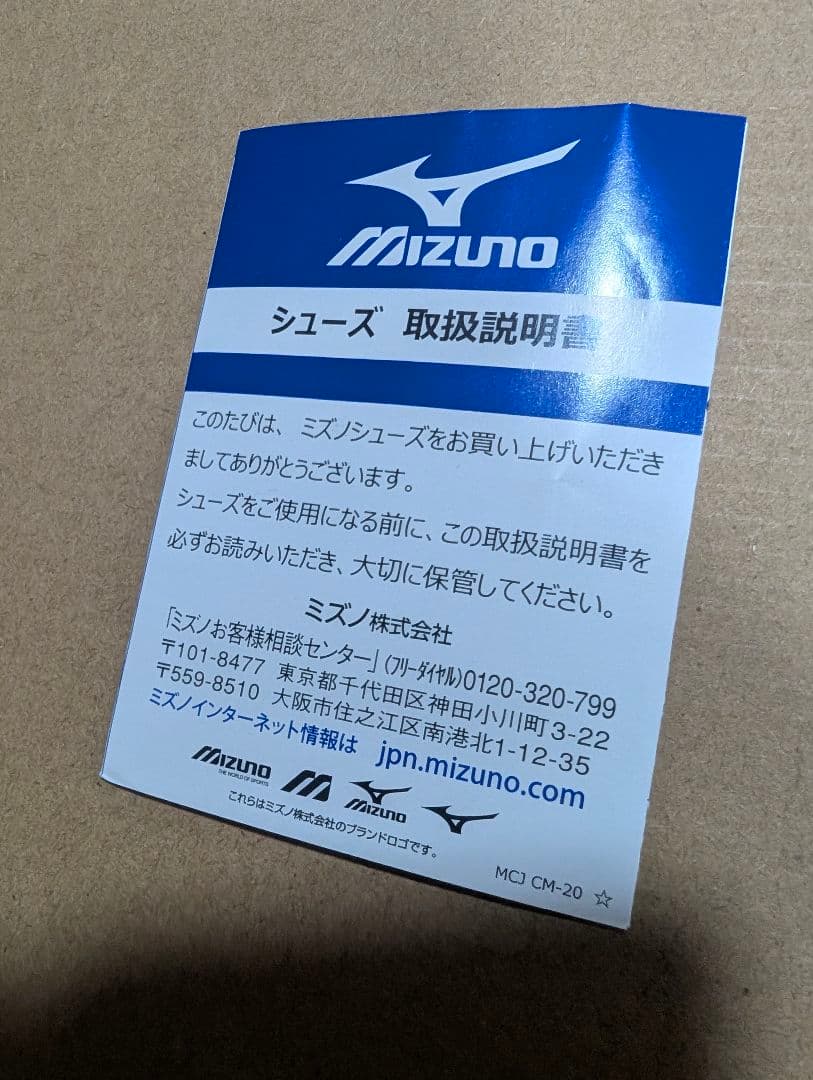 MIZUNO
シューズ 取扱説明書
このたびは、ミズノシューズをお買い上げいただき
ましてありがとうございます。
シューズをご使用になる前に、この取扱説明書を
必ずお読みいただき、大切に保管してください。
ミズノ株式会社
「ミズノお客様相談センター」(フリーダイヤル)0120-320-799
〒101-8477 東京都千代田区神田小川町3-22
〒559-8510 大阪市住之江区南港北1-12-35
ミズノインターネット情報は jpn.mizuno.com
MIZUNO
THE WORLD OF SPORTS
MIZUNO
これらはミズノ株式会社のブランドロゴです。
MCJ CM-20 ☆